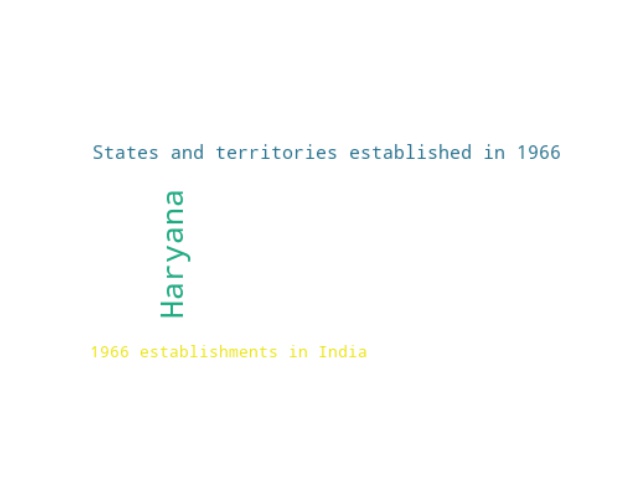 States and territories established in 1966
Haryana
1966 establishments in India